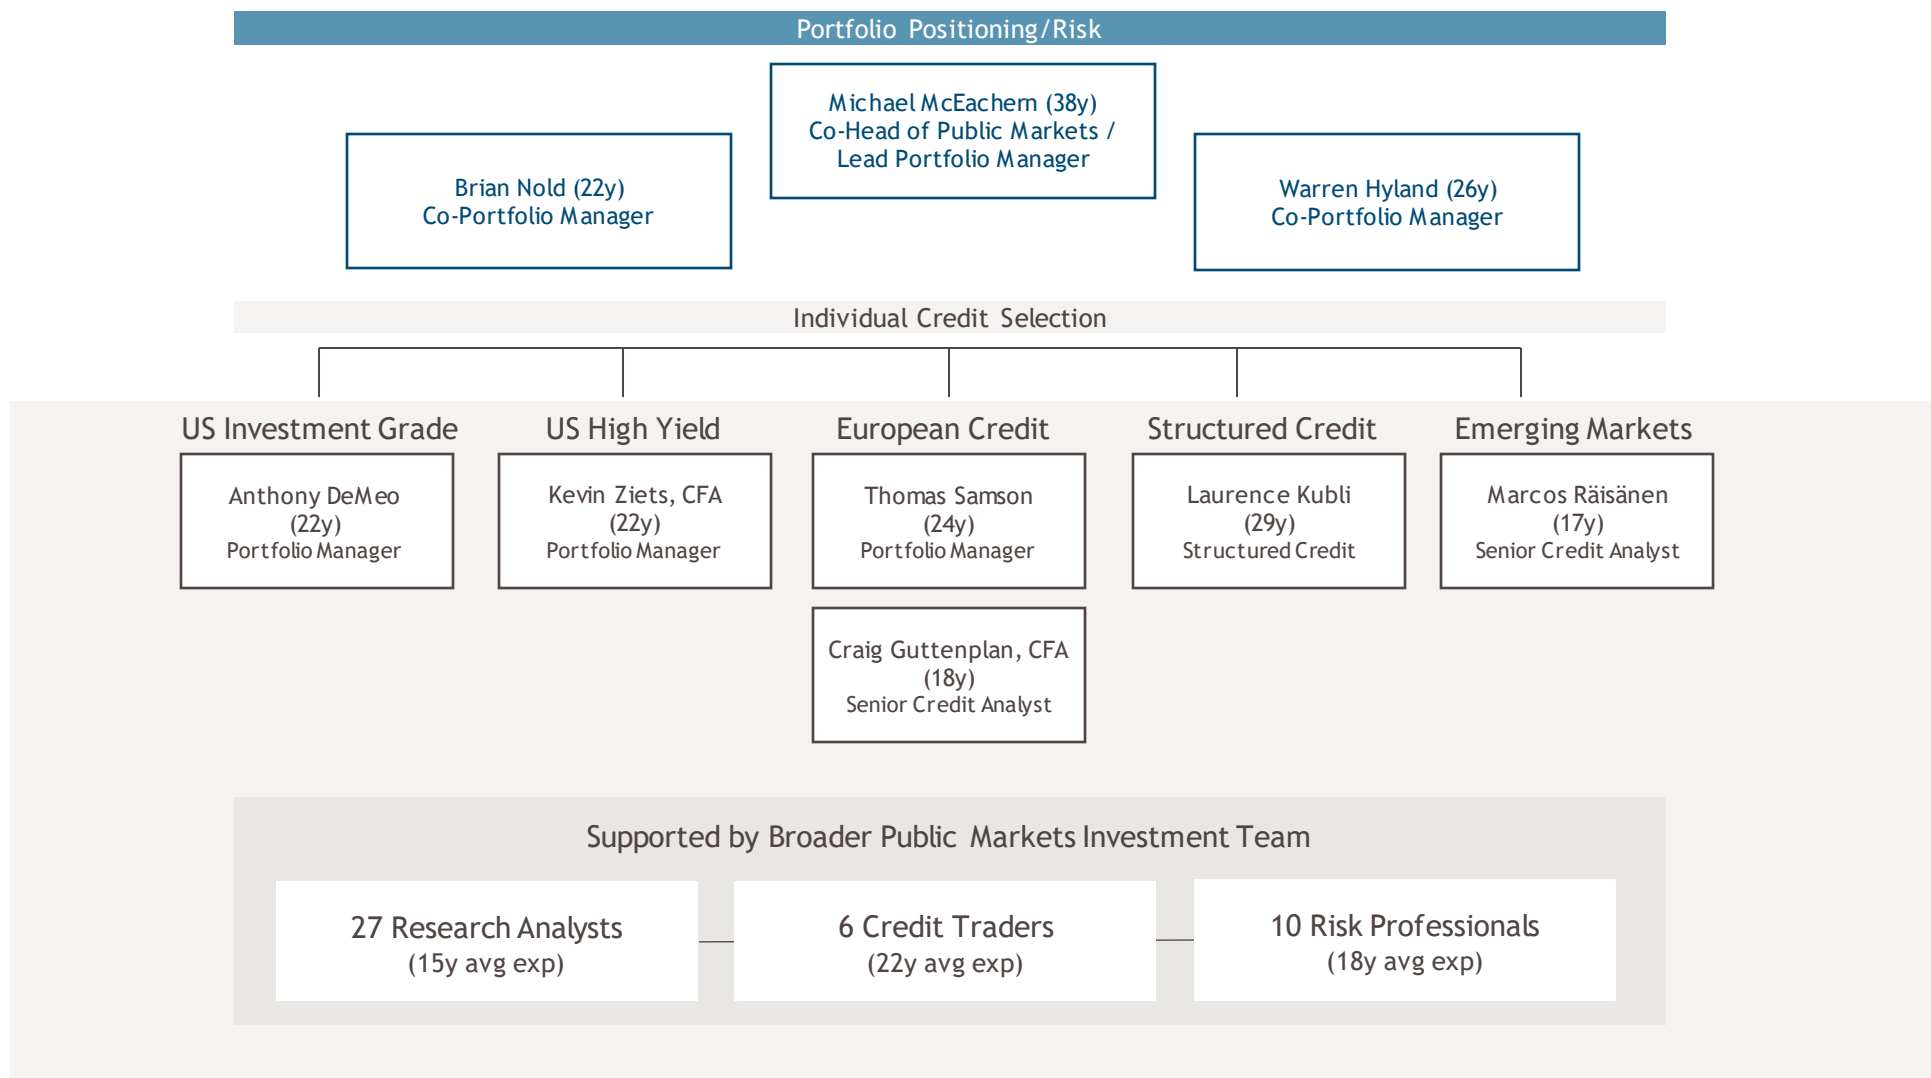 Portfolio Positioning/Risk
Michael McEachern (38y)
Co-Head of Public Markets /
Lead Portfolio Manager
Brian Nold (22y)
Co-Portfolio Manager
Warren Hyland (26y)
Co-Portfolio Manager
Individual Credit Selection
US Investment Grade
Anthony DeMeo
(22y)
Portfolio Manager
US High Yield
Kevin Ziets, CFA
(22y)
Portfolio Manager
European Credit
Thomas Samson
(24y)
Portfolio Manager
Craig Guttenplan, CFA
(18y)
Senior Credit Analyst
Structured Credit
Laurence Kubli
(29y)
Structured Credit
Emerging Markets
Marcos Räisänen
(17y)
Senior Credit Analyst
Supported by Broader Public Markets Investment Team
27 Research Analysts
(15y avg exp)
6 Credit Traders
(22y avg exp)
10 Risk Professionals
(18y avg exp)